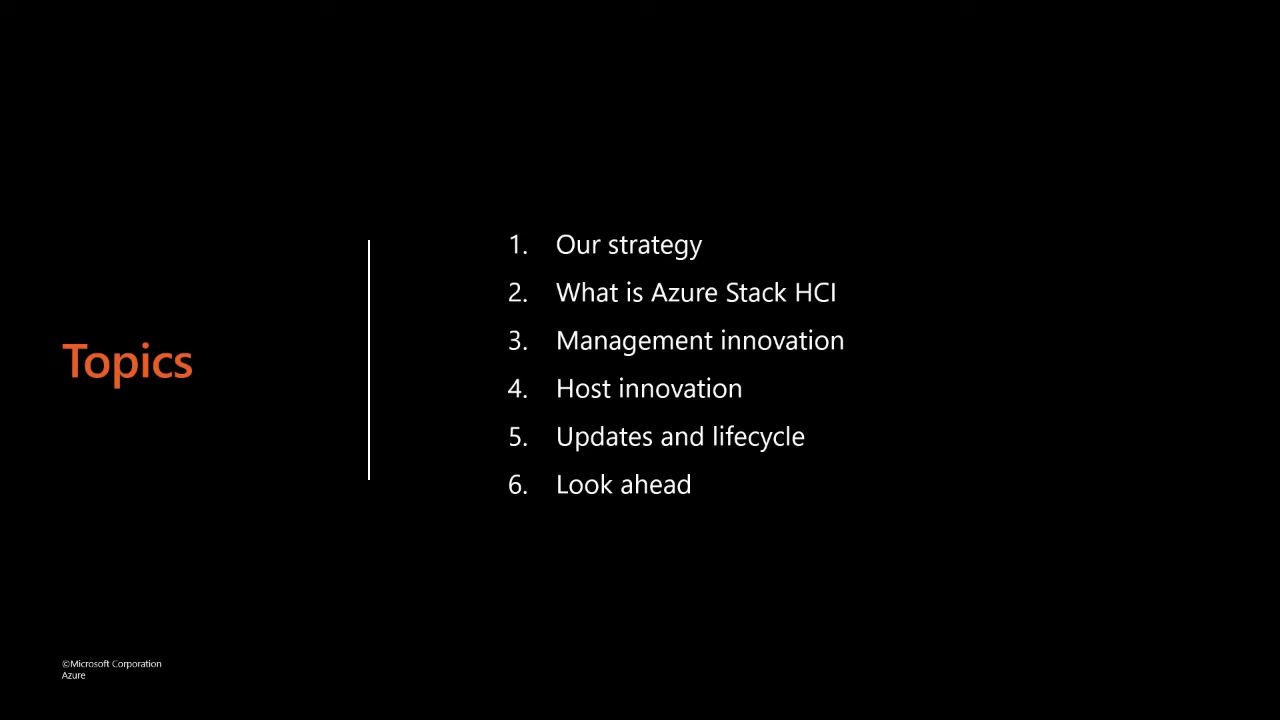 Topics
1. Our strategy
2. What is Azure Stack HCI
3. Management innovation
4. Host innovation
5. Updates and lifecycle
6. Look ahead
©Microsoft Corporation
Azure